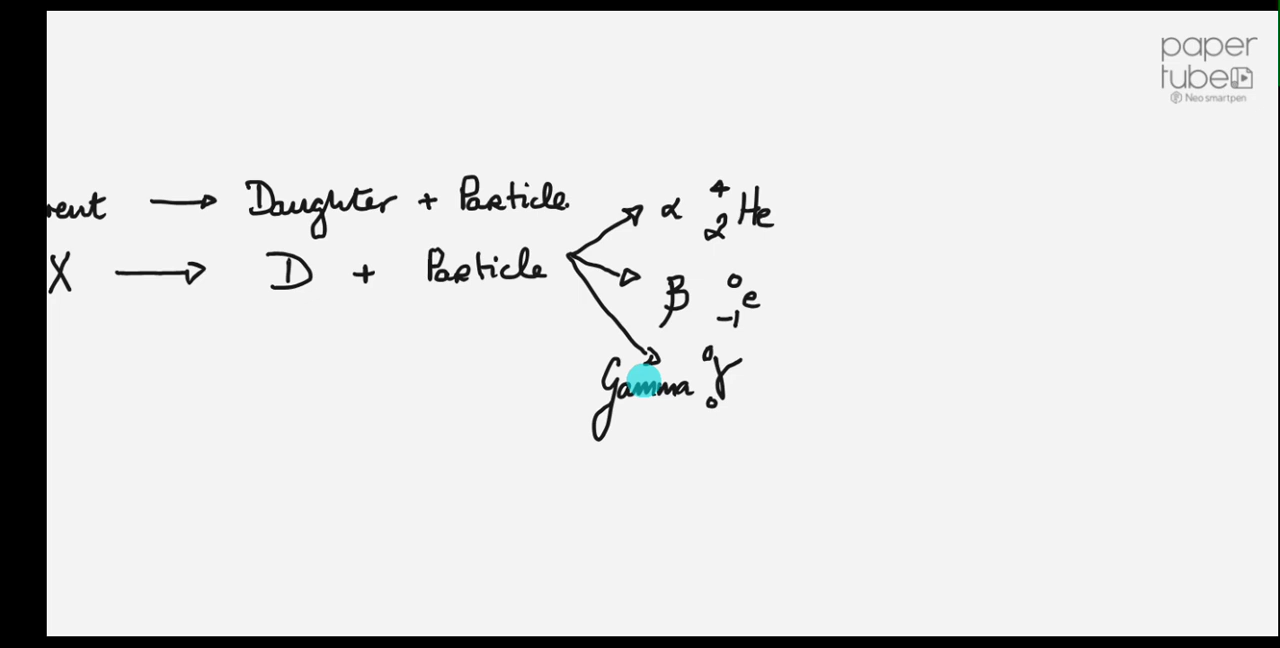 paper
tube
Neo smartpen
rent → Daughter + Particle
X → D + Particle
α ⁴₂He
β ⁰₋₁e
Gamma ⁰₀γ